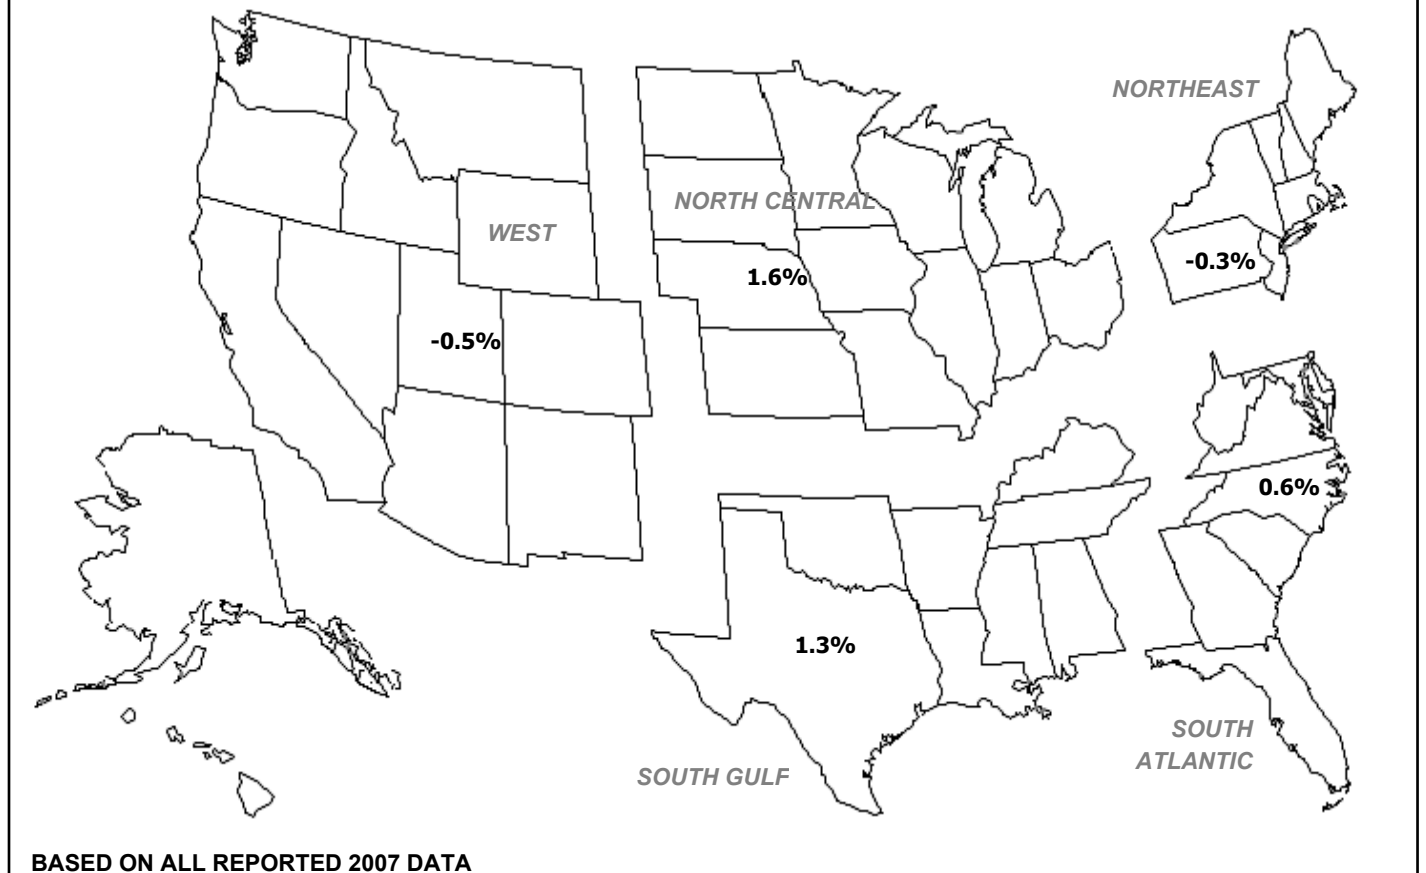 NORTHEAST
NORTH CENTRAL
WEST
-0.3%
1.6%
-0.5%
0.6%
1.3%
SOUTH
ATLANTIC
SOUTH GULF
BASED ON ALL REPORTED 2007 DATA